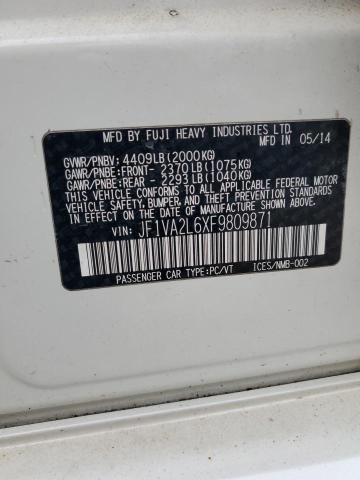 MFD BY FUJI HEAVY INDUSTRIES LTD.
MFD IN 05/14
GVWR/PNBV: 4409LB(2000KG)
GAWR/PNBE:FRONT- 2370LB(1075KG)
GAWR/PNBE:REAR - 2293LB(1040KG)
THIS VEHICLE CONFORMS TO ALL APPLICABLE FEDERAL MOTOR
VEHICLE SAFETY, BUMPER, AND THEFT PREVENTION STANDARDS
IN EFFECT ON THE DATE OF MANUFACTURE SHOWN ABOVE.
VIN: JF1VA2L6XF9809871
PASSENGER CAR TYPE:PC/VT ICES/NMB-002